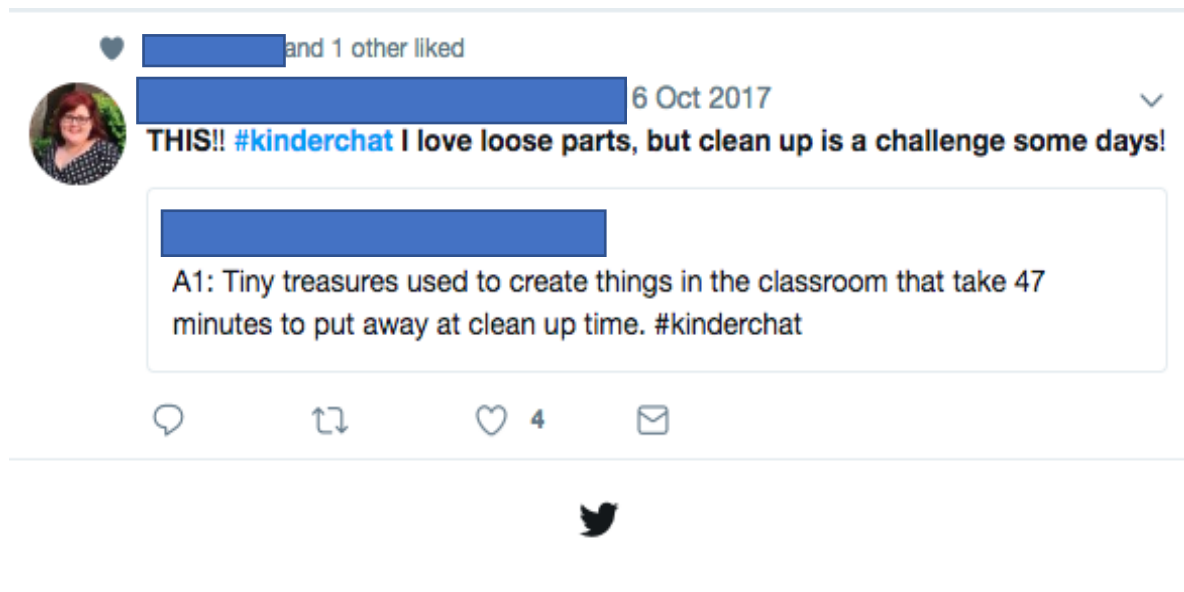 and 1 other liked
6 Oct 2017
THIS!! #kinderchat I love loose parts, but clean up is a challenge some days!
A1: Tiny treasures used to create things in the classroom that take 47
minutes to put away at clean up time. #kinderchat
4